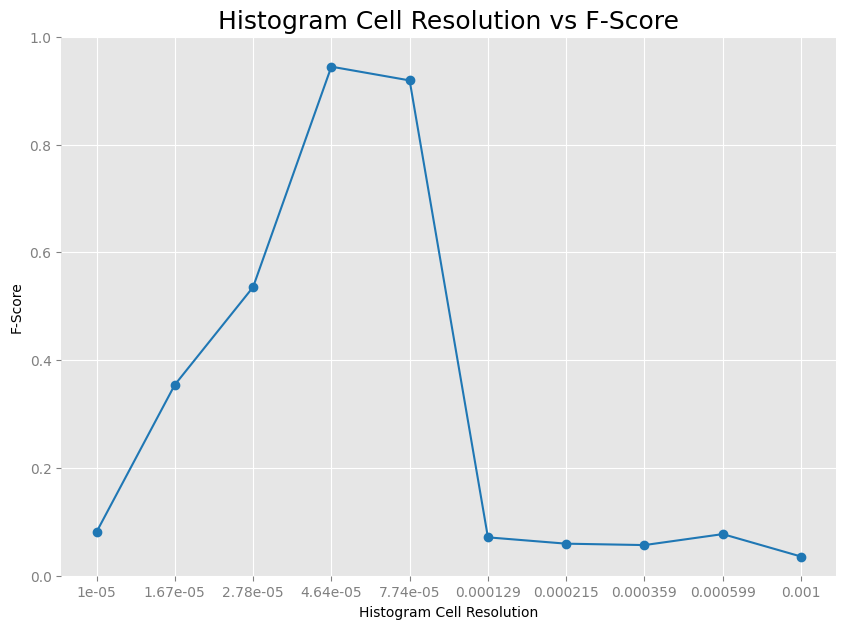 Histogram Cell Resolution vs F-Score
1.0
0.8
0.6
0.4
0.2
0.0
F-Score
1e-05 1.67e-05 2.78e-05 4.64e-05 7.74e-05 0.000129 0.000215 0.000359 0.000599 0.001
Histogram Cell Resolution